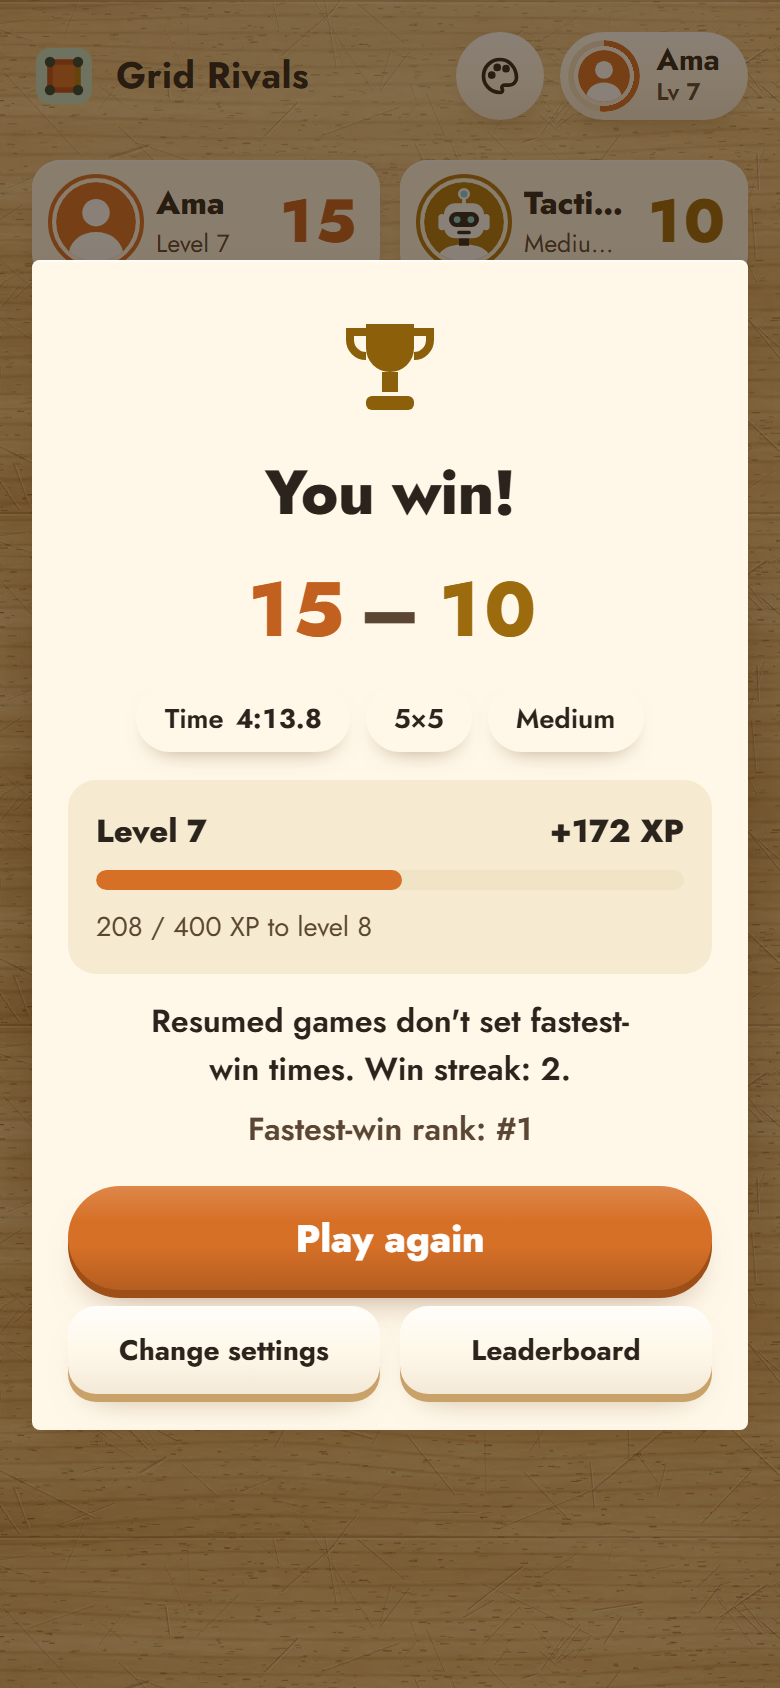 Grid Rivals
Ama
Lv 7
Ama
Level 7
15
Tacti...
Mediu...
10
You win!
15 – 10
Time 4:13.8
5×5
Medium
Level 7
+172 XP
208 / 400 XP to level 8
Resumed games don't set fastest-
win times. Win streak: 2.
Fastest-win rank: #1
Play again
Change settings
Leaderboard